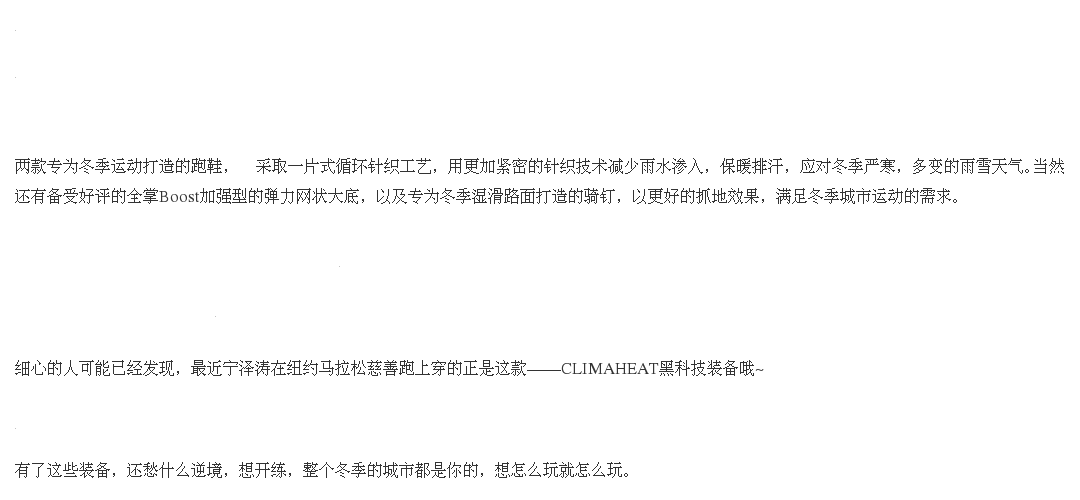 两款专为冬季运动打造的跑鞋， 采取一片式循环针织工艺，用更加紧密的针织技术减少雨水渗入，保暖排汗，应对冬季严寒，多变的雨雪天气。当然
还有备受好评的全掌Boost加强型的弹力网状大底，以及专为冬季湿滑路面打造的骑钉，以更好的抓地效果，满足冬季城市运动的需求。
细心的人可能已经发现，最近宁泽涛在纽约马拉松慈善跑上穿的正是这款——CLIMAHEAT黑科技装备哦~
有了这些装备，还愁什么逆境，想开练，整个冬季的城市都是你的，想怎么玩就怎么玩。